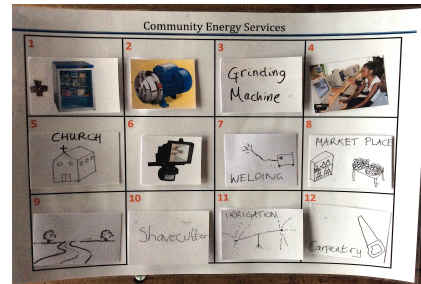 Community Energy Services
1
2
3
4
Grinding
Machine
5
6
7
8
CHURCH
WELDING
MARKET PLACE
9
10
11
12
Shavecutter
IRRIGATION
Carpentry